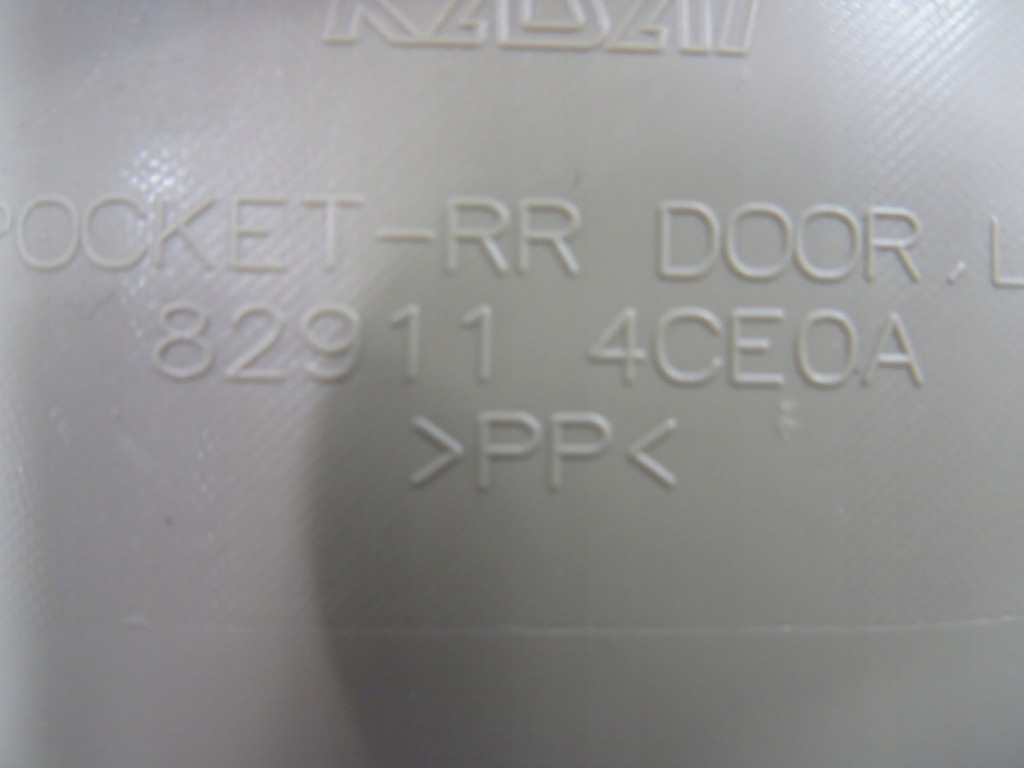 POCKET-RR DOOR,L
82911 4CE0A
>PP<